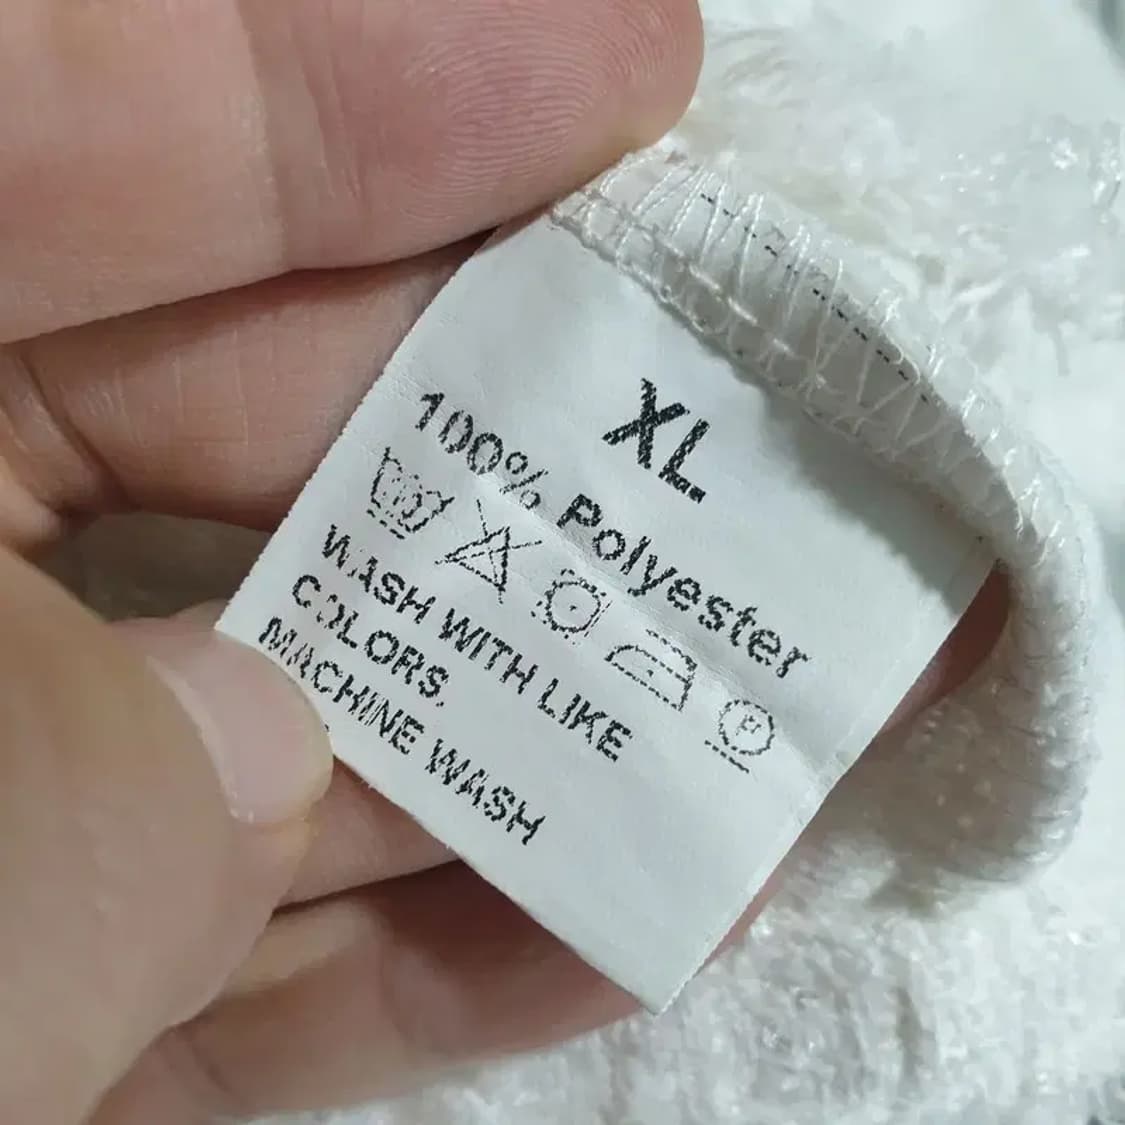 XL
100% Polyester
P
WASH WITH LIKE
COLORS.
MACHINE WASH